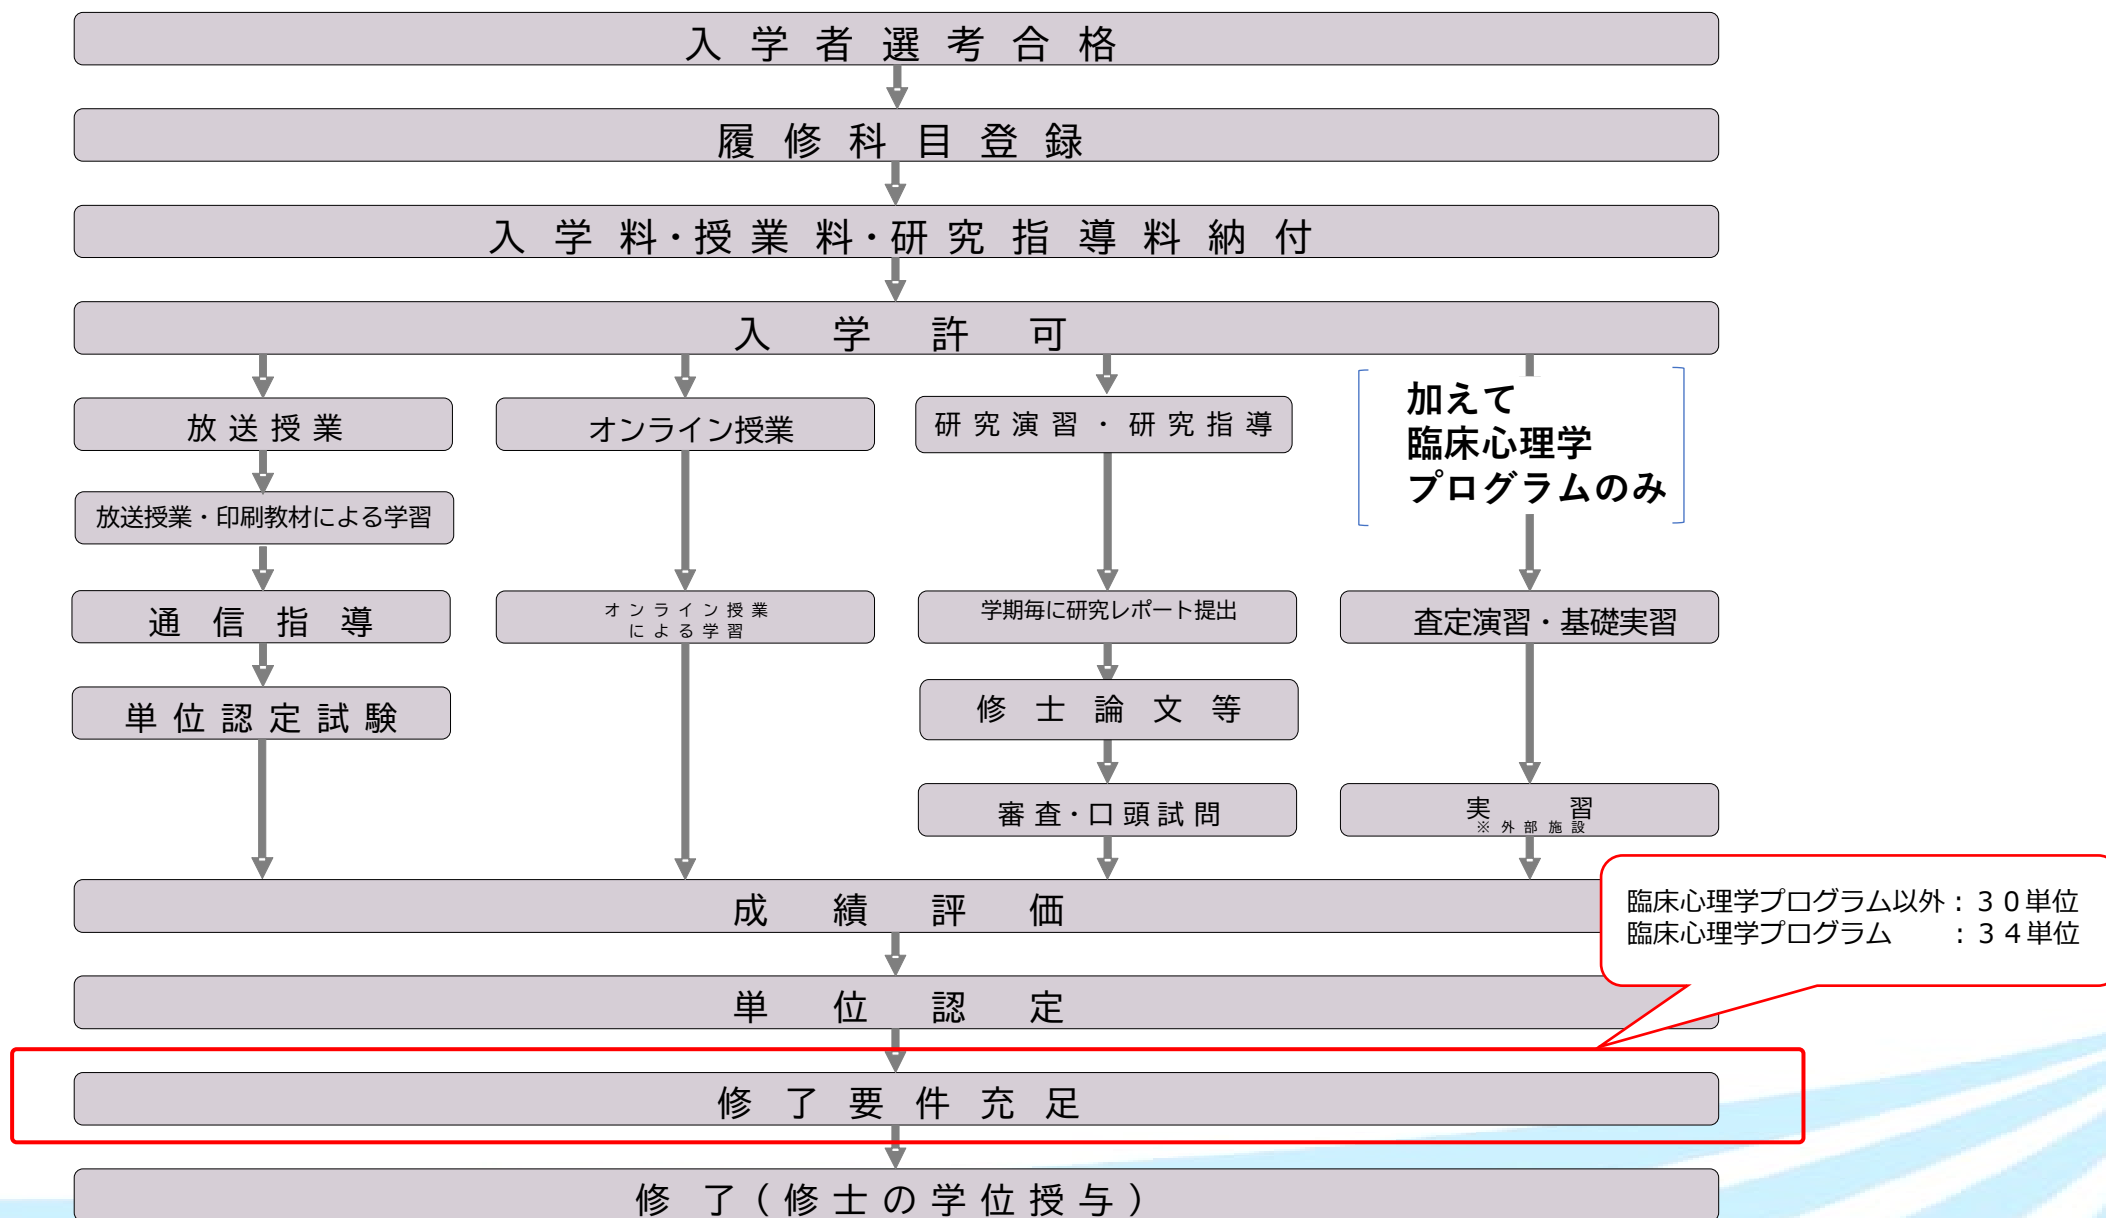 入学者選考合格
履修科目登録
入学料・授業料・研究指導料納付
入学許可
放送授業
オンライン授業
研究演習・研究指導
加えて
臨床心理学
プログラムのみ
放送授業・印刷教材による学習
通信指導
オンライン授業
による学習
学期毎に研究レポート提出
査定演習・基礎実習
単位認定試験
修士論文等
審査・口頭試問
実習
※外部施設
成績評価
臨床心理学プログラム以外：３０単位
臨床心理学プログラム　　：３４単位
単位認定
修了要件充足
修了(修士の学位授与)